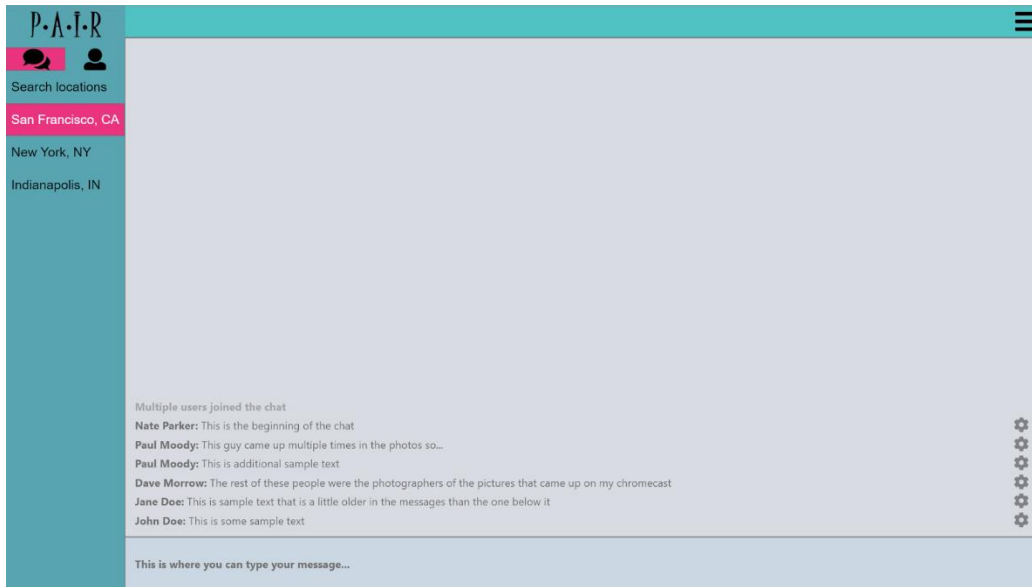 P·A·I·R
Search locations
San Francisco, CA
New York, NY
Indianapolis, IN
Multiple users joined the chat
Nate Parker: This is the beginning of the chat
Paul Moody: This guy came up multiple times in the photos so...
Paul Moody: This is additional sample text
Dave Morrow: The rest of these people were the photographers of the pictures that came up on my chromecast
Jane Doe: This is sample text that is a little older in the messages than the one below it
John Doe: This is some sample text
This is where you can type your message...